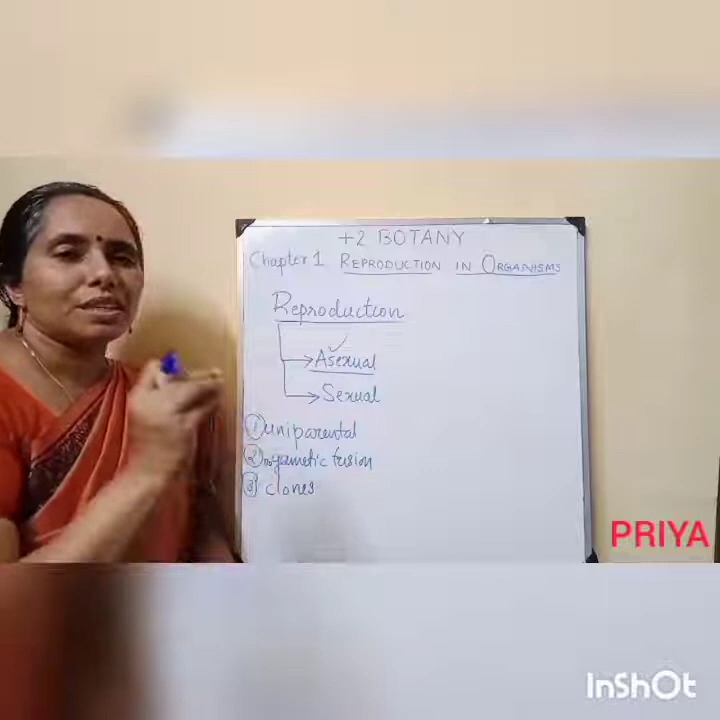 +2 BOTANY
Chapter 1 REPRODUCTION IN ORGANISMS
Reproduction
Asexual
Sexual
① uniparental
② no gametic fusion
③ clones
PRIYA
InShOt